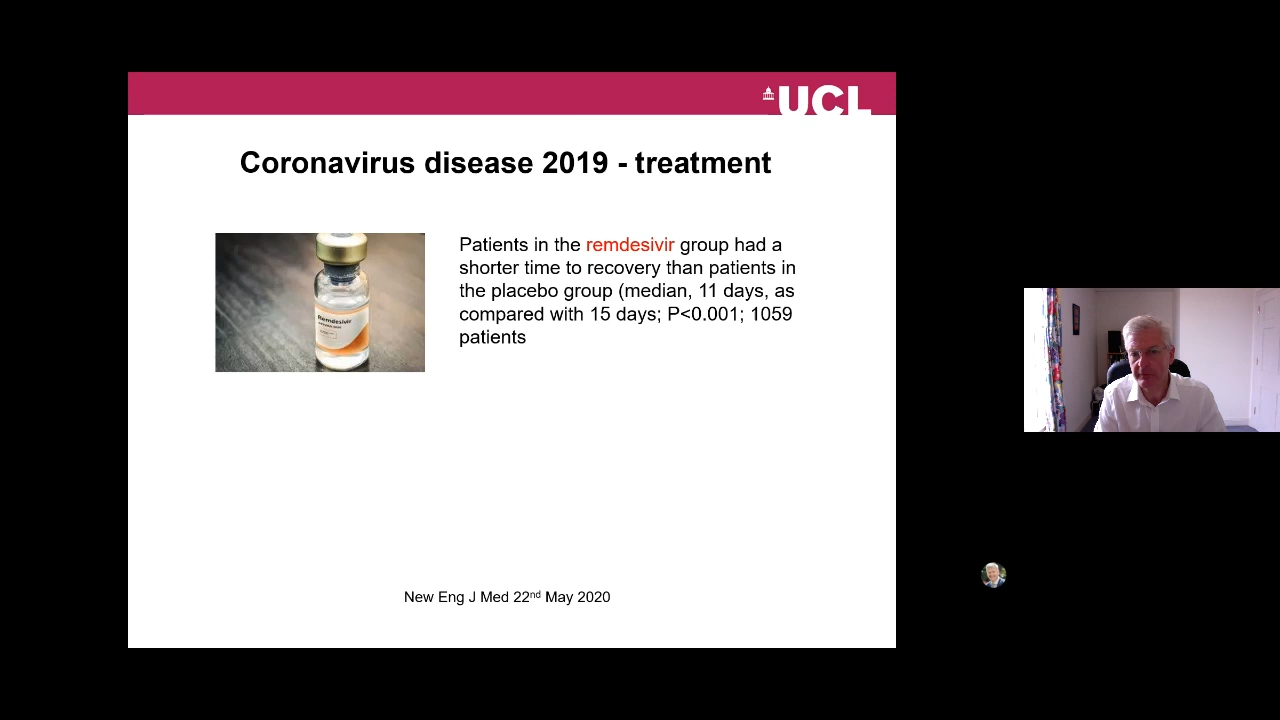 UCL
Coronavirus disease 2019 - treatment
Remdesivir
Patients in the remdesivir group had a
shorter time to recovery than patients in
the placebo group (median, 11 days, as
compared with 15 days; P<0.001; 1059
patients
New Eng J Med 22nd May 2020